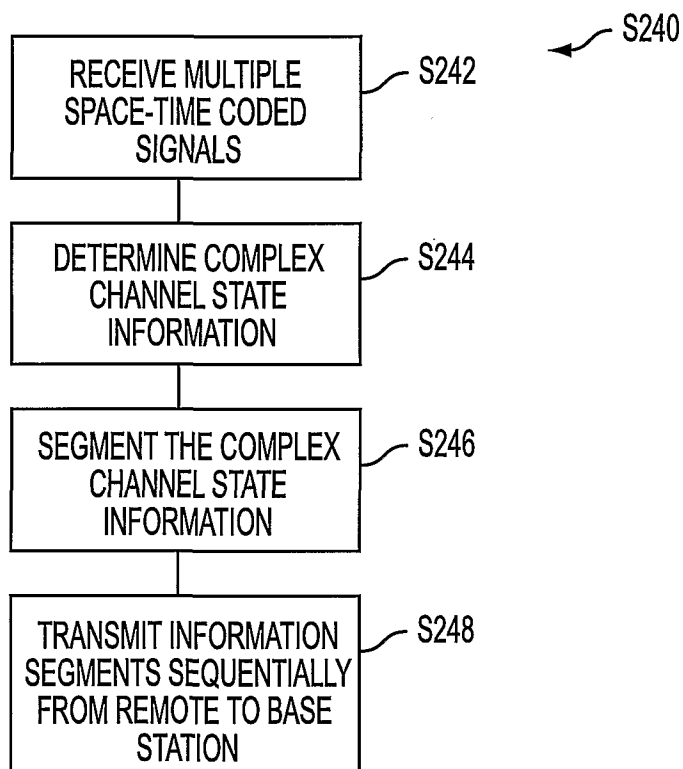 S240
RECEIVE MULTIPLE
SPACE-TIME CODED
SIGNALS
S242
DETERMINE COMPLEX
CHANNEL STATE
INFORMATION
S244
SEGMENT THE COMPLEX
CHANNEL STATE
INFORMATION
S246
TRANSMIT INFORMATION
SEGMENTS SEQUENTIALLY
FROM REMOTE TO BASE
STATION
S248